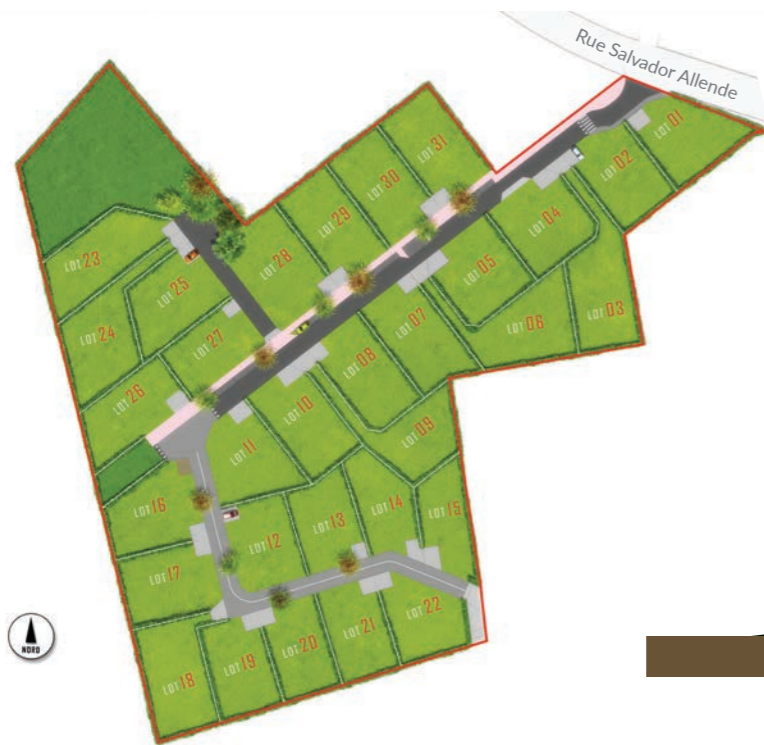 Rue Salvador Allende
LOT 01
LOT 02
LOT 31
LOT 30
LOT 29
LOT 28
LOT 04
LOT 05
LOT 03
LOT 06
LOT 07
LOT 08
LOT 23
LOT 25
LOT 24
LOT 27
LOT 26
LOT 10
LOT 09
LOT 11
LOT 16
LOT 12
LOT 13
LOT 14
LOT 15
LOT 17
LOT 18
LOT 19
LOT 20
LOT 21
LOT 22
NORD